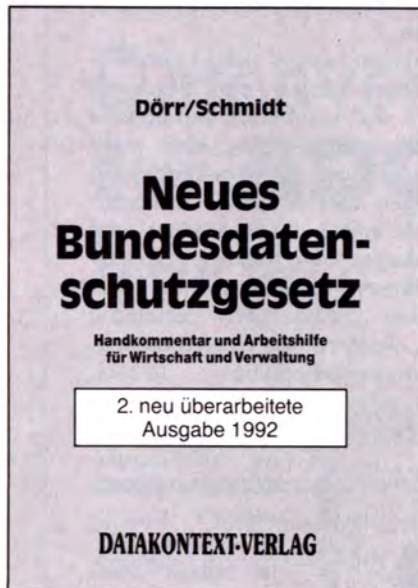 Dörr/Schmidt
Neues
Bundesdaten-
schutzgesetz
Handkommentar und Arbeitshilfe
für Wirtschaft und Verwaltung
2. neu überarbeitete
Ausgabe 1992
DATAKONTEXT-VERLAG